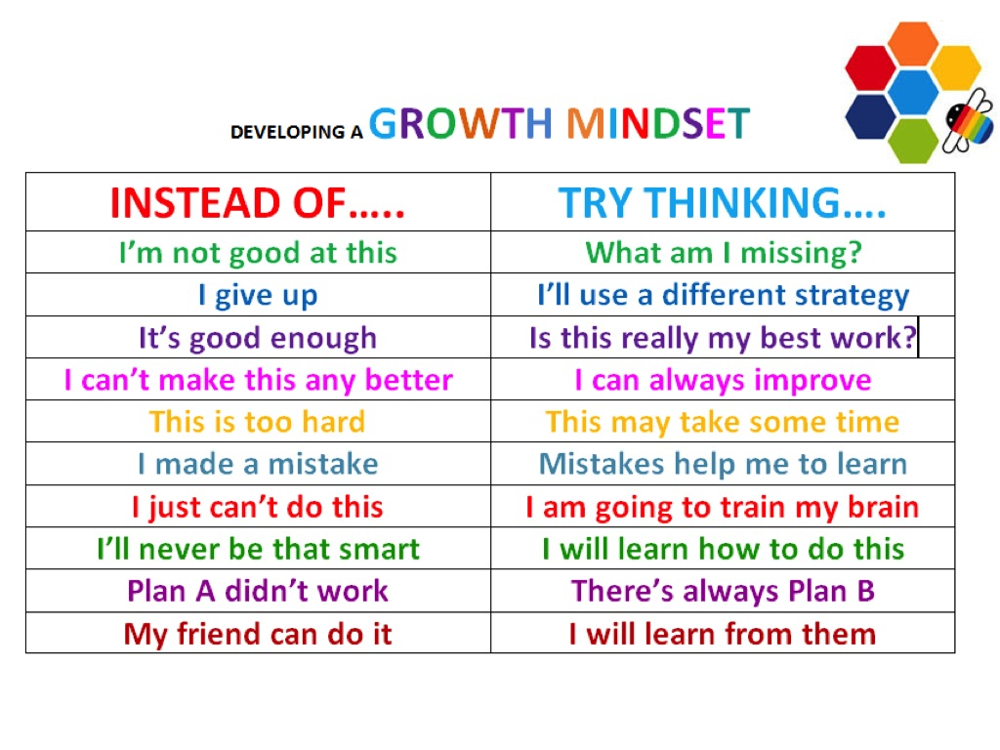 DEVELOPING A GROWTH MINDSET
INSTEAD OF.....
TRY THINKING....
I'm not good at this
What am I missing?
I give up
I'll use a different strategy
It's good enough
Is this really my best work?
I can't make this any better
I can always improve
This is too hard
This may take some time
I made a mistake
Mistakes help me to learn
I just can't do this
I am going to train my brain
I'll never be that smart
I will learn how to do this
Plan A didn't work
There's always Plan B
My friend can do it
I will learn from them